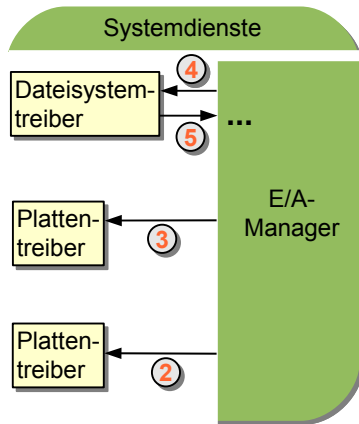 Systemdienste
4
Dateisystem-
treiber
5
...
E/A-
Manager
Platten-
treiber
3
Platten-
treiber
2